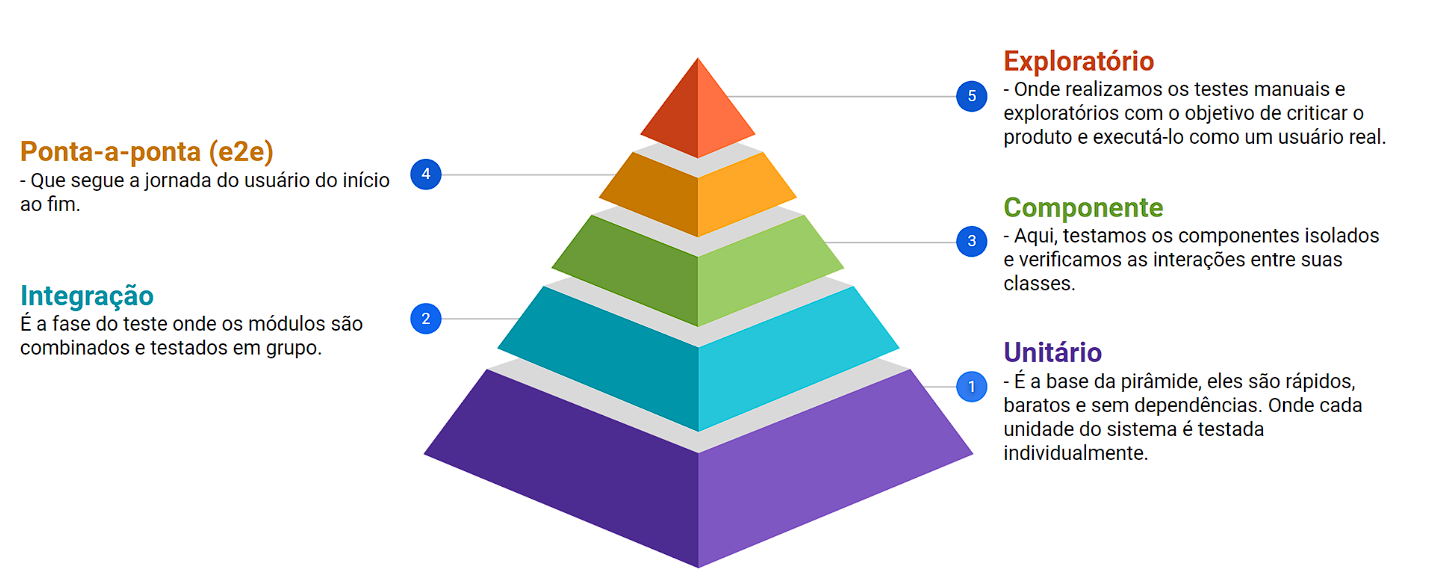 Exploratório
- Onde realizamos os testes manuais e
exploratórios com o objetivo de criticar o
produto e executá-lo como um usuário real.
5
Ponta-a-ponta (e2e)
- Que segue a jornada do usuário do início
ao fim.
4
Componente
- Aqui, testamos os componentes isolados
e verificamos as interações entre suas
classes.
3
Integração
É a fase do teste onde os módulos são
combinados e testados em grupo.
2
Unitário
- É a base da pirâmide, eles são rápidos,
baratos e sem dependências. Onde cada
unidade do sistema é testada
individualmente.
1